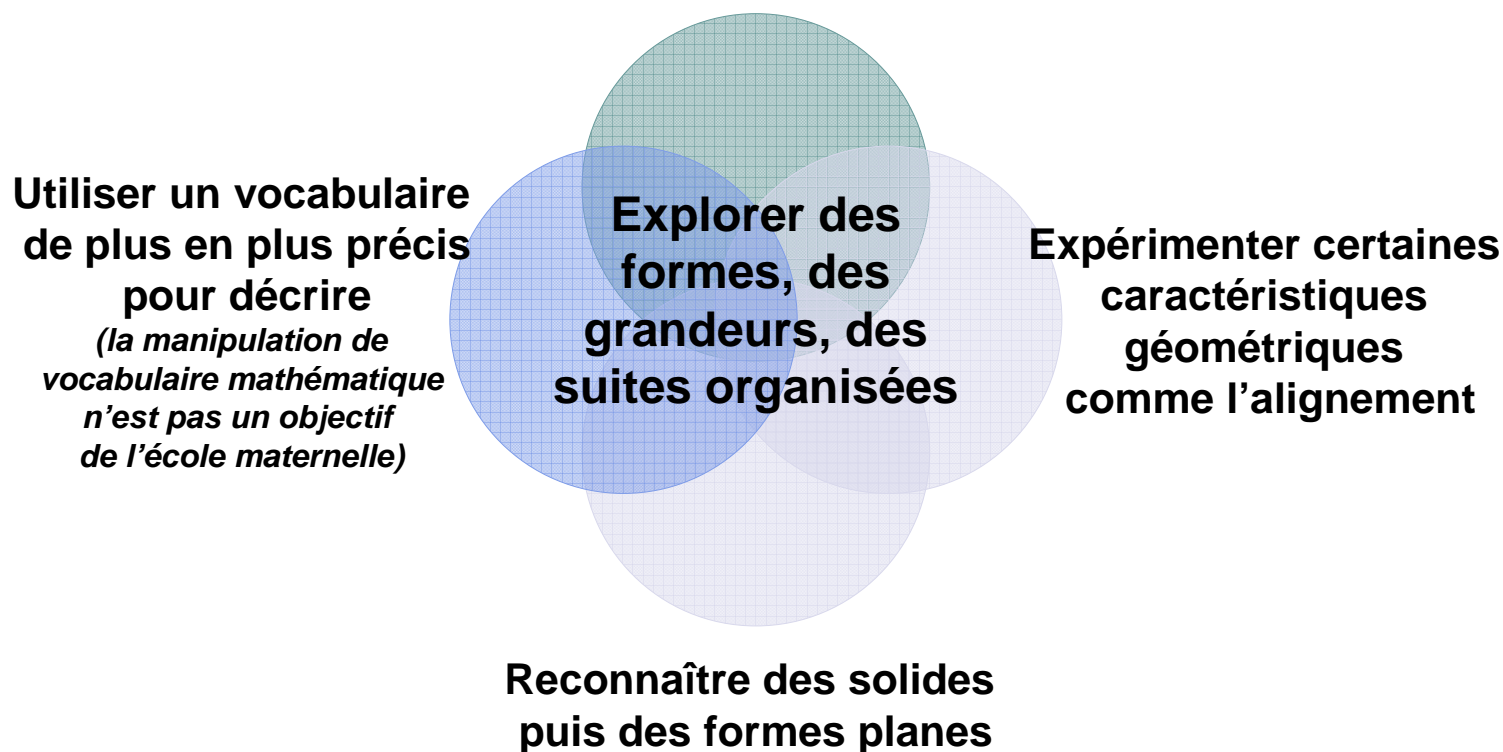 Utiliser un vocabulaire
de plus en plus précis
pour décrire
(la manipulation de
vocabulaire mathématique
n'est pas un objectif
de l'école maternelle)
Explorer des
formes, des
grandeurs, des
suites organisées
Expérimenter certaines
caractéristiques
géométriques
comme l'alignement
Reconnaître des solides
puis des formes planes